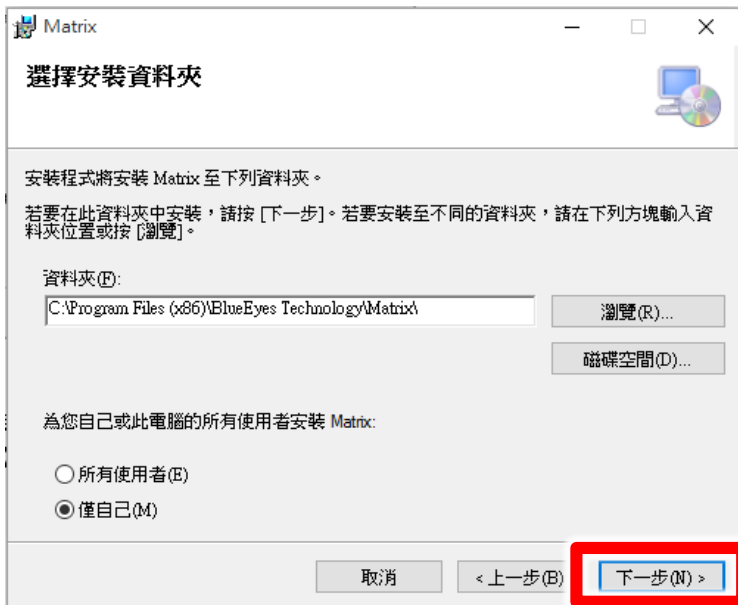 Matrix
選擇安裝資料夾
安裝程式將安裝 Matrix 至下列資料夾。
若要在此資料夾中安裝，請按 [下一步]。若要安裝至不同的資料夾，請在下列方塊輸入資
料夾位置或按 [瀏覽]。
資料夾(F):
C:\Program Files (x86)\BlueEyes Technology\Matrix\
瀏覽(R)...
磁碟空間(D)...
為您自己或此電腦的所有使用者安裝 Matrix:
所有使用者(E)
僅自己(M)
取消
< 上一步(B)
下一步(N) >